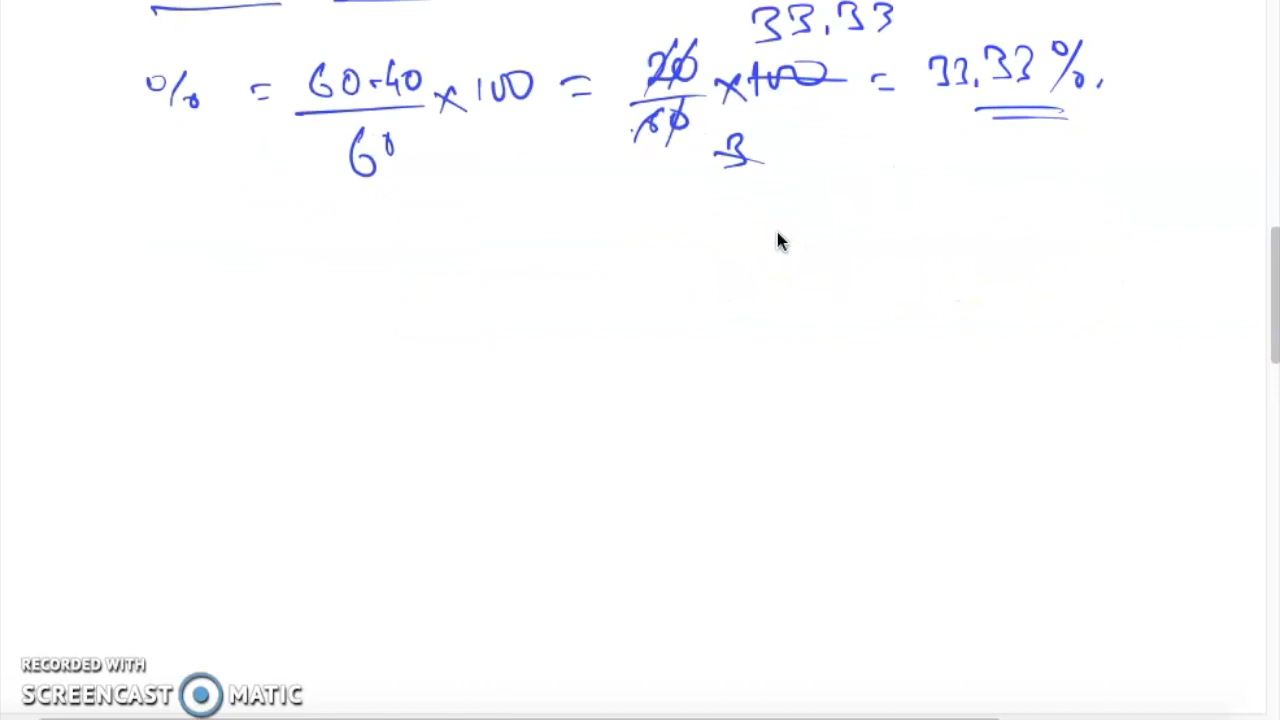 33.33
% = 60-40/60 × 100 = 20/60 × 100 = 33.33 %.
3
RECORDED WITH
SCREENCAST MATIC